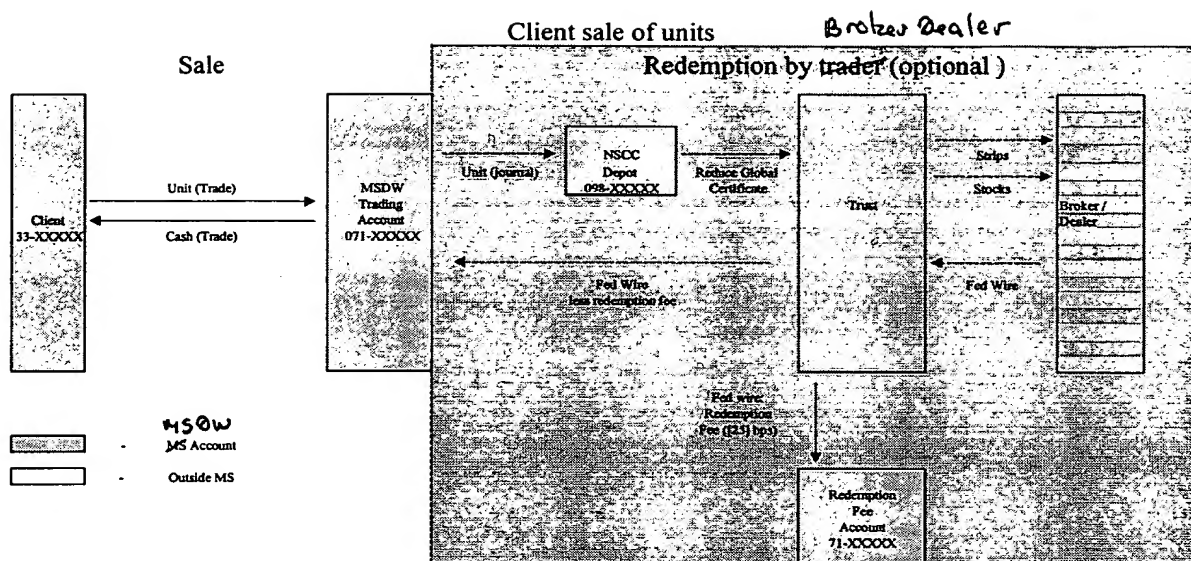 Client sale of units
Broker Dealer
Sale
Redemption by trader (optional )
Unit (Trade)
Cash (Trade)
Client
33-XXXXX
MSDW
Trading
Account
071-XXXXX
Unit (Journal)
NSCC
Depot
098-XXXXX
Reduce Global
Certificate
Trust
Strips
Stocks
Broker /
Dealer
Fed Wire
less redemption fee
Fed Wire
Fed wire:
Redemption
Fee ([25] bps)
Redemption
Fee
Account
71-XXXXX
MSDW
- MS Account
- Outside MS